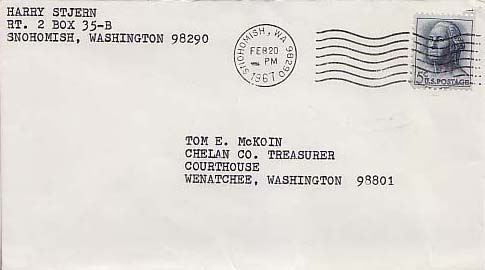 HARRY STJERN
RT. 2 BOX 35-B
SNOHOMISH, WASHINGTON 98290
SNOHOMISH, WA 98290
FEB 20
PM
1967
5¢
U.S. POSTAGE
TOM E. McKOIN
CHELAN CO. TREASURER
COURTHOUSE
WENATCHEE, WASHINGTON 98801